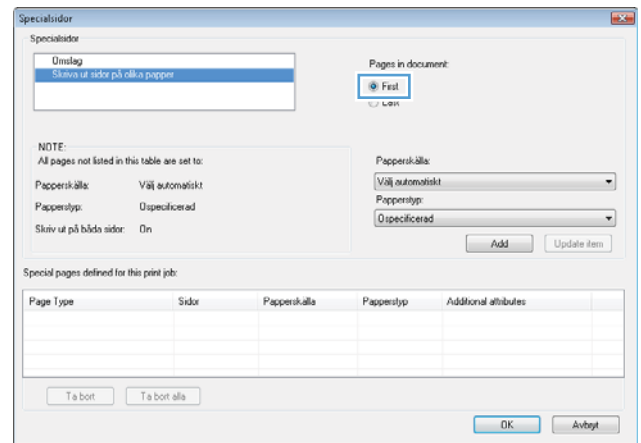 Specialsidor
Specialsidor
Omslag
Skriva ut sidor på olika papper
Pages in document:
First
Last
NOTE:
All pages not listed in this table are set to:
Papperskälla: Välj automatiskt
Papperstyp: Ospecificerad
Skriv ut på båda sidor: On
Papperskälla:
Välj automatiskt
Papperstyp:
Ospecificerad
Add Update item
Special pages defined for this print job:
Page Type Sidor Papperskälla Papperstyp Additional attributes
Ta bort Ta bort alla
OK Avbryt